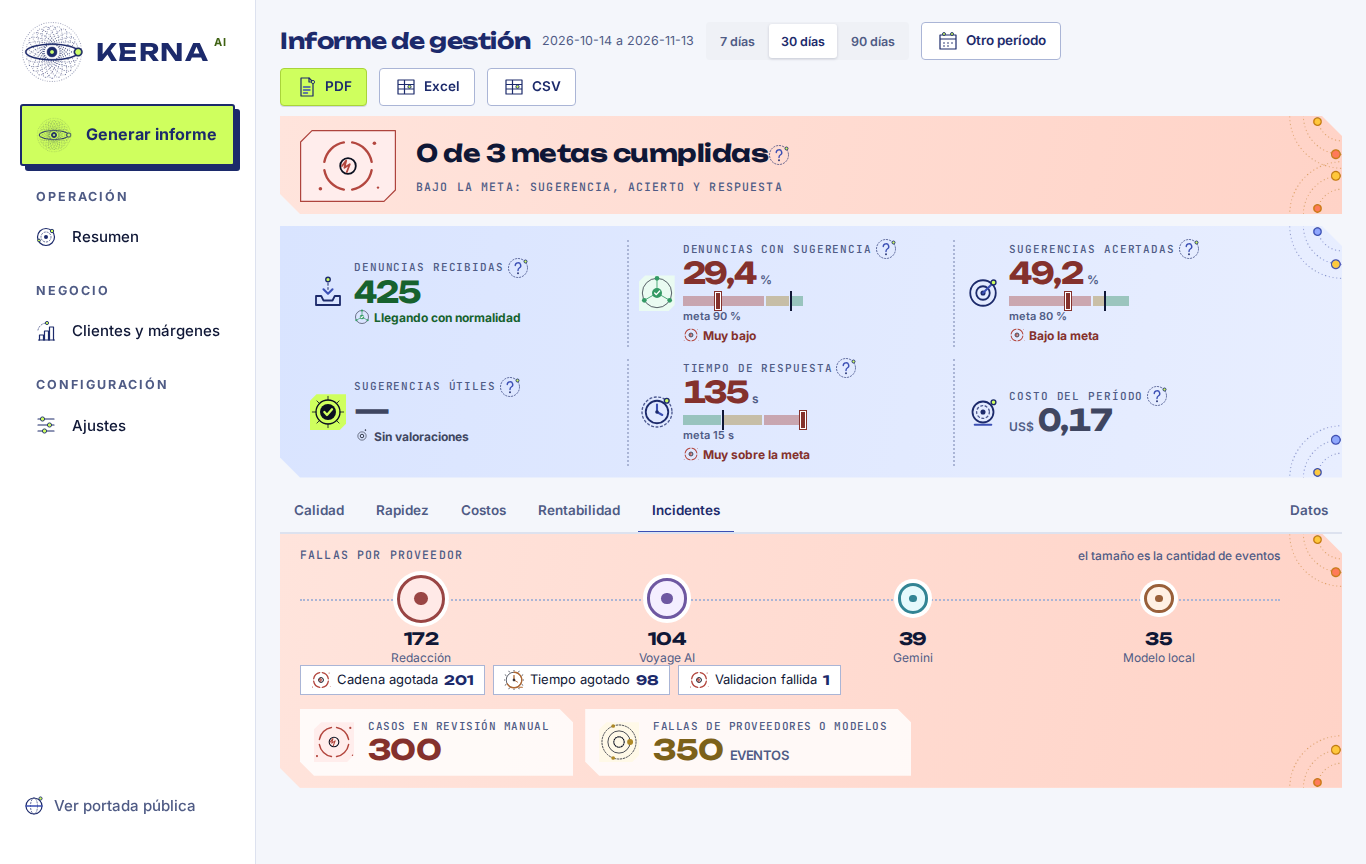 KERNA AI
Generar informe
OPERACIÓN
Resumen
NEGOCIO
Clientes y márgenes
CONFIGURACIÓN
Ajustes
Ver portada pública
Informe de gestión 2026-10-14 a 2026-11-13 7 días 30 días 90 días Otro período
PDF Excel CSV
0 de 3 metas cumplidas ?
BAJO LA META: SUGERENCIA, ACIERTO Y RESPUESTA
DENUNCIAS RECIBIDAS ?
425
Llegando con normalidad
DENUNCIAS CON SUGERENCIA ?
29,4 %
meta 90 %
Muy bajo
SUGERENCIAS ACERTADAS ?
49,2 %
meta 80 %
Bajo la meta
SUGERENCIAS ÚTILES ?
—
Sin valoraciones
TIEMPO DE RESPUESTA ?
135 s
meta 15 s
Muy sobre la meta
COSTO DEL PERÍODO ?
US$ 0,17
Calidad Rapidez Costos Rentabilidad Incidentes Datos
FALLAS POR PROVEEDOR el tamaño es la cantidad de eventos
172 104 39 35
Redacción Voyage AI Gemini Modelo local
Cadena agotada 201 Tiempo agotado 98 Validacion fallida 1
CASOS EN REVISIÓN MANUAL
300
FALLAS DE PROVEEDORES O MODELOS
350 EVENTOS